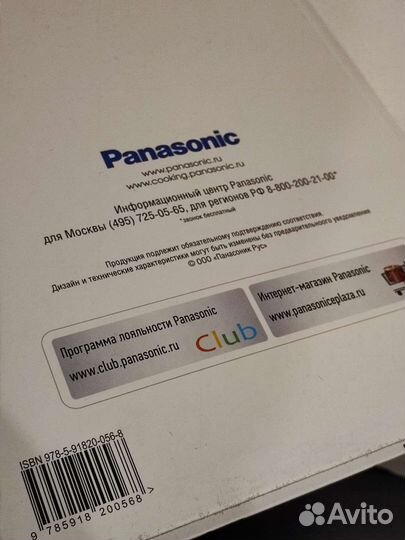 Panasonic
www.panasonic.ru
www.cooking.panasonic.ru
Информационный центр Panasonic
для Москвы (495) 725-05-65, для регионов РФ 8-800-200-21-00*
*звонок бесплатный
Продукция подлежит обязательному подтверждению соответствия.
Дизайн и технические характеристики могут быть изменены без предварительного уведомления
© ООО «Панасоник Рус»
Программа лояльности Panasonic
www.club.panasonic.ru
Club
Интернет-магазин Panasonic
www.panasoniceplaza.ru
ISBN 978-5-91820-056-8
9 785918 200568 >
Avito